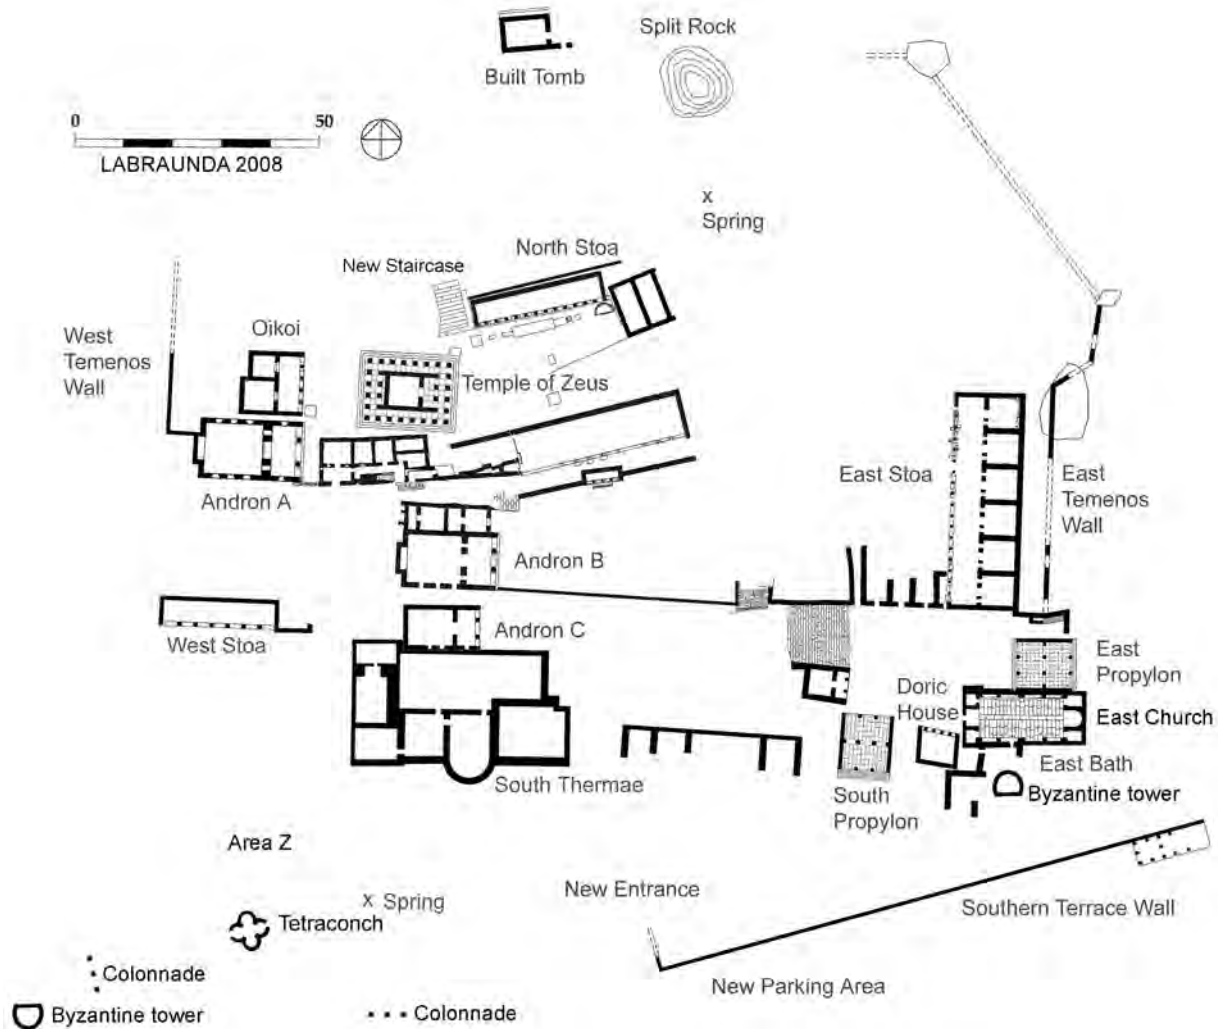 Split Rock
Built Tomb
0
50
LABRAUNDA 2008
x
Spring
North Stoa
New Staircase
West
Temenos
Wall
Oikoi
Temple of Zeus
Andron A
East Stoa
East
Temenos
Wall
Andron B
Andron C
West Stoa
East
Propylon
Doric
House
East Church
South Thermae
East Bath
Byzantine tower
South
Propylon
Area Z
New Entrance
x Spring
Southern Terrace Wall
Tetraconch
Colonnade
New Parking Area
Byzantine tower
Colonnade